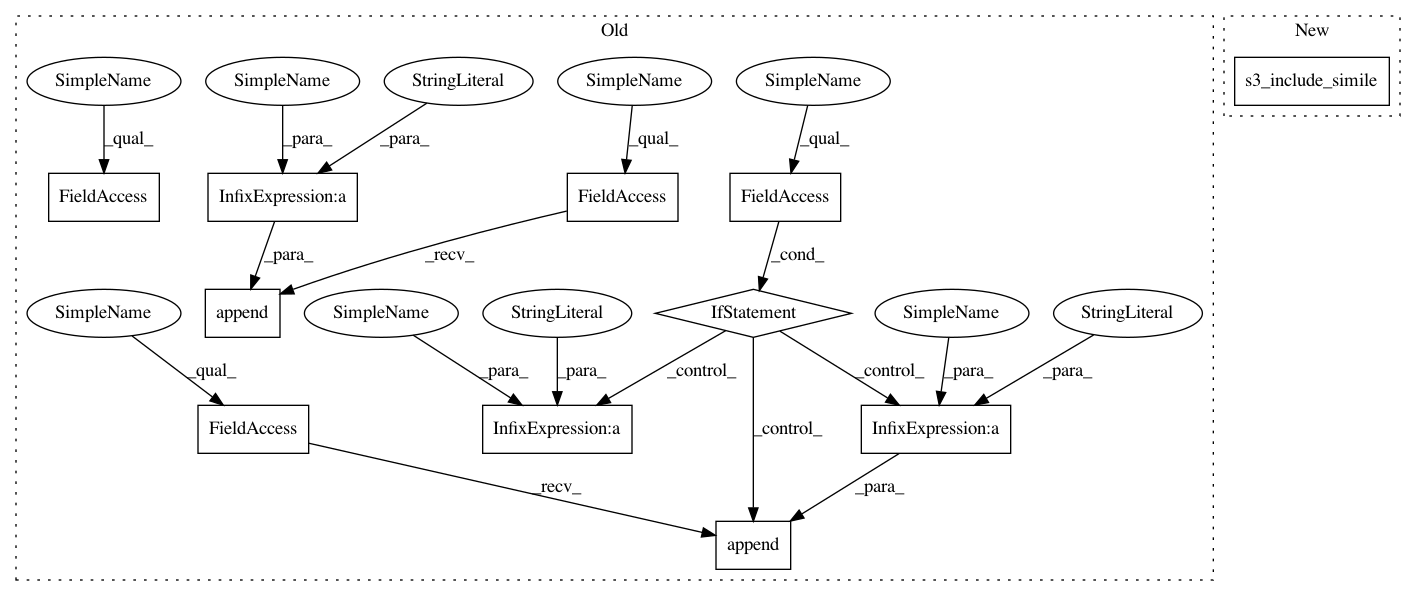 Old
New
SimpleName
SimpleName
StringLiteral
SimpleName
SimpleName
s3_include_simile
_qual_
_para_
_para_
_qual_
_qual_
FieldAccess
InfixExpression:a
FieldAccess
FieldAccess
_para_
_recv_
_cond_
SimpleName
append
SimpleName
StringLiteral
IfStatement
SimpleName
StringLiteral
_qual_
_para_
_para_
_control_
_control_
_para_
_para_
FieldAccess
InfixExpression:a
_control_
InfixExpression:a
_recv_
_para_
append